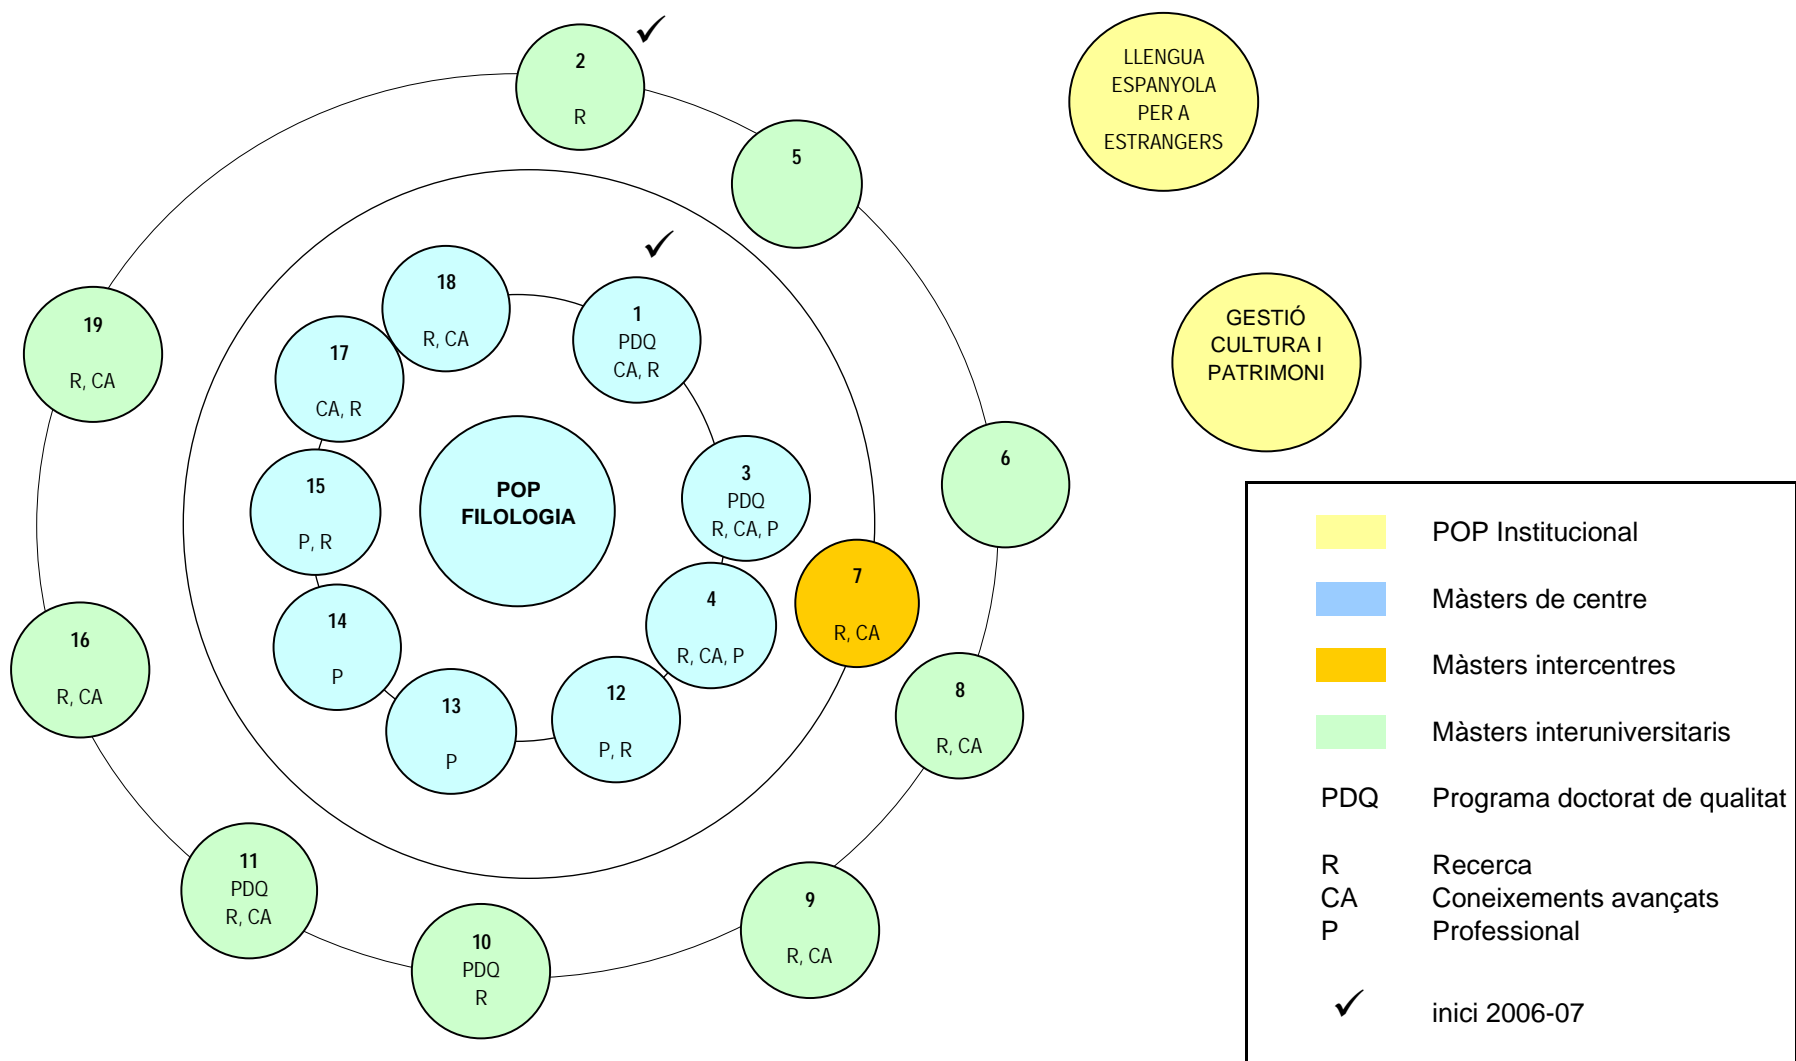 2
R
LLENGUA
ESPANYOLA
PER A
ESTRANGERS
5
18
R, CA
1
PDQ
CA, R
GESTIÓ
CULTURA I
PATRIMONI
19
R, CA
17
CA, R
POP
FILOLOGIA
3
PDQ
R, CA, P
6
15
P, R
7
R, CA
4
R, CA, P
14
P
16
R, CA
13
P
12
P, R
8
R, CA
11
PDQ
R, CA
10
PDQ
R
9
R, CA
POP Institucional
Màsters de centre
Màsters intercentres
Màsters interuniversitaris
PDQ Programa doctorat de qualitat
R Recerca
CA Coneixements avançats
P Professional
✓ inici 2006-07